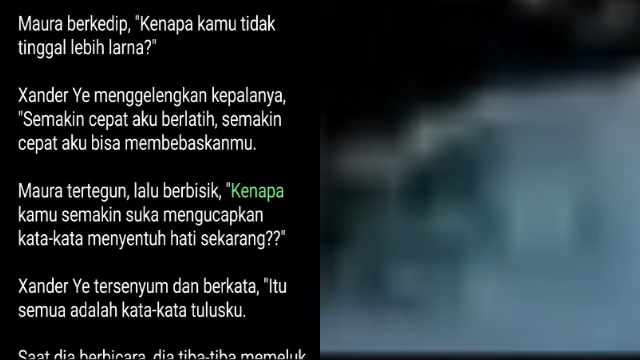 Maura berkedip, "Kenapa kamu tidak
tinggal lebih larna?"
Xander Ye menggelengkan kepalanya,
"Semakin cepat aku berlatih, semakin
cepat aku bisa membebaskanmu.
Maura tertegun, lalu berbisik, "Kenapa
kamu semakin suka mengucapkan
kata-kata menyentuh hati sekarang??"
Xander Ye tersenyum dan berkata, "Itu
semua adalah kata-kata tulusku.
Saat dia berbicara, dia tiba-tiba memeluk